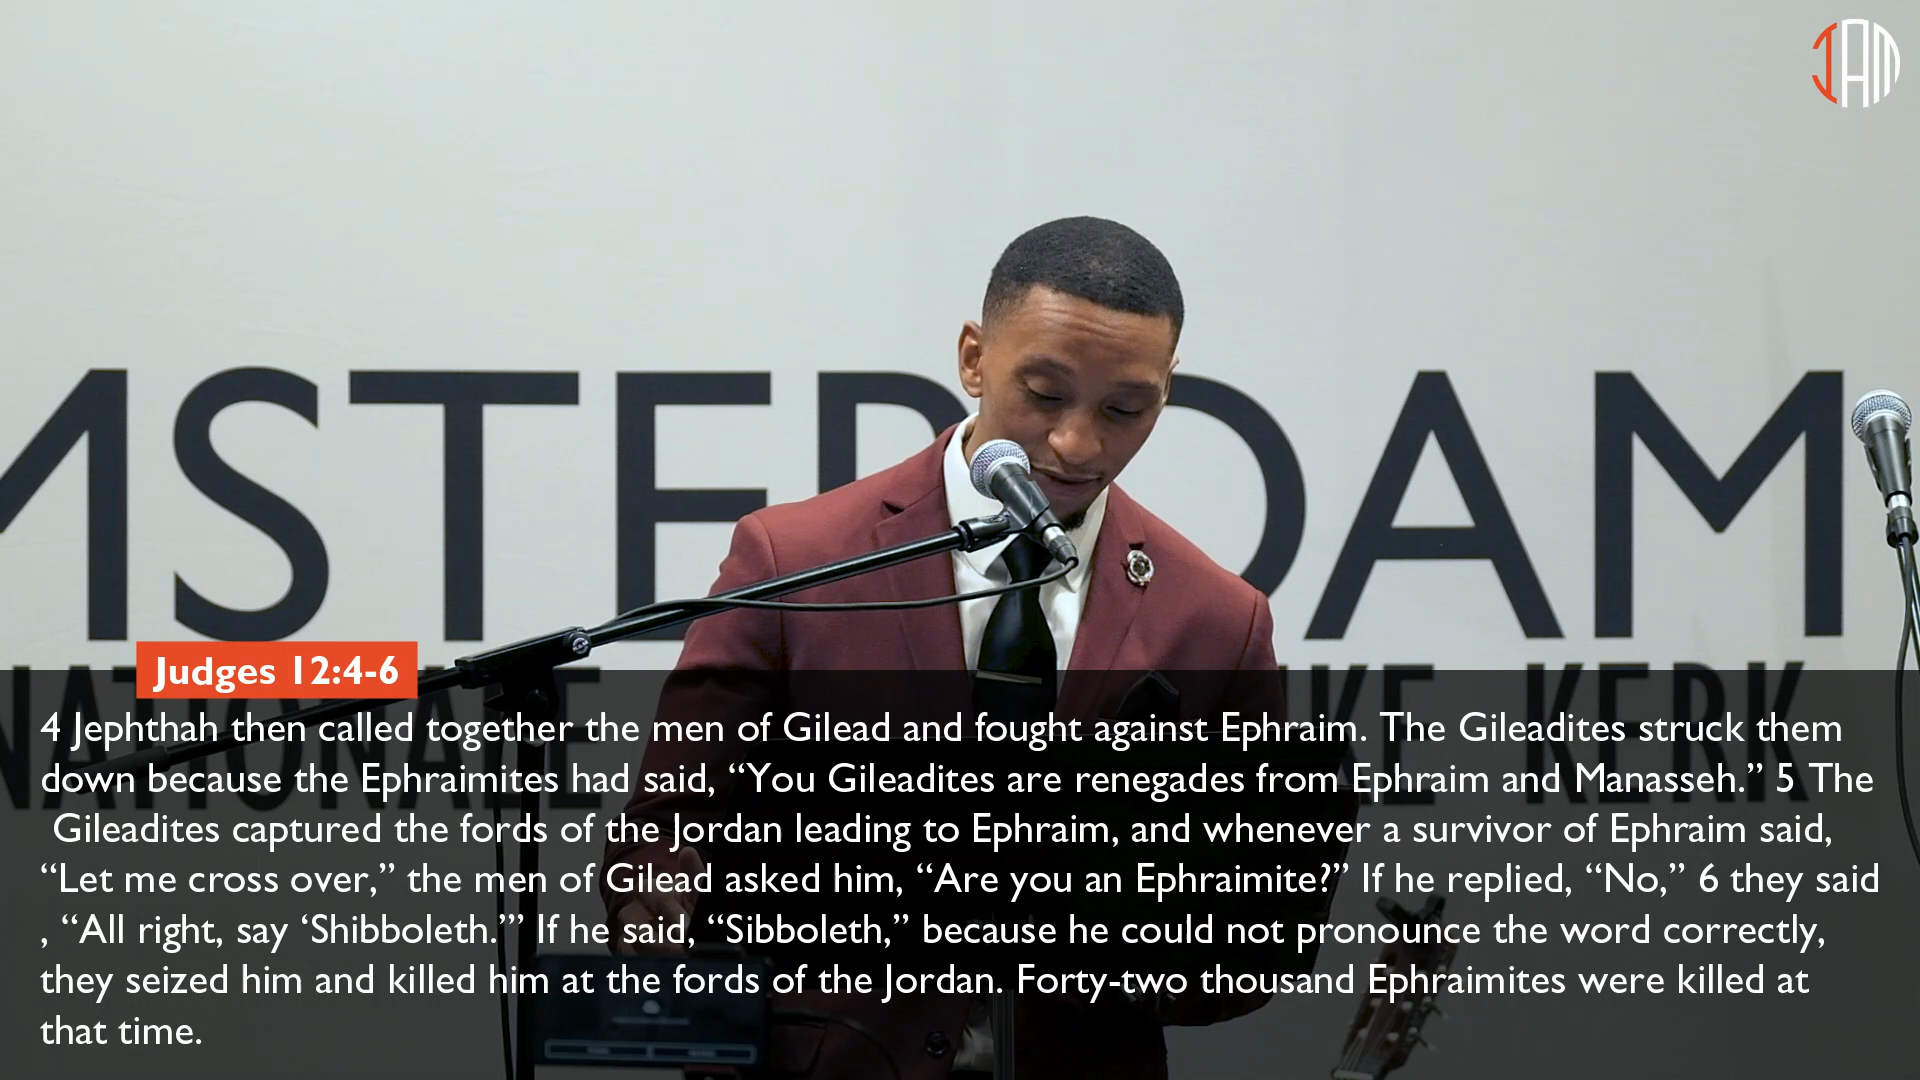 IAM
MSTERDAM
Judges 12:4-6
NATIONALE KERK
4 Jephthah then called together the men of Gilead and fought against Ephraim. The Gileadites struck them
down because the Ephraimites had said, “You Gileadites are renegades from Ephraim and Manasseh.” 5 The
Gileadites captured the fords of the Jordan leading to Ephraim, and whenever a survivor of Ephraim said,
“Let me cross over,” the men of Gilead asked him, “Are you an Ephraimite?” If he replied, “No,” 6 they said
, “All right, say ‘Shibboleth.’” If he said, “Sibboleth,” because he could not pronounce the word correctly,
they seized him and killed him at the fords of the Jordan. Forty-two thousand Ephraimites were killed at
that time.